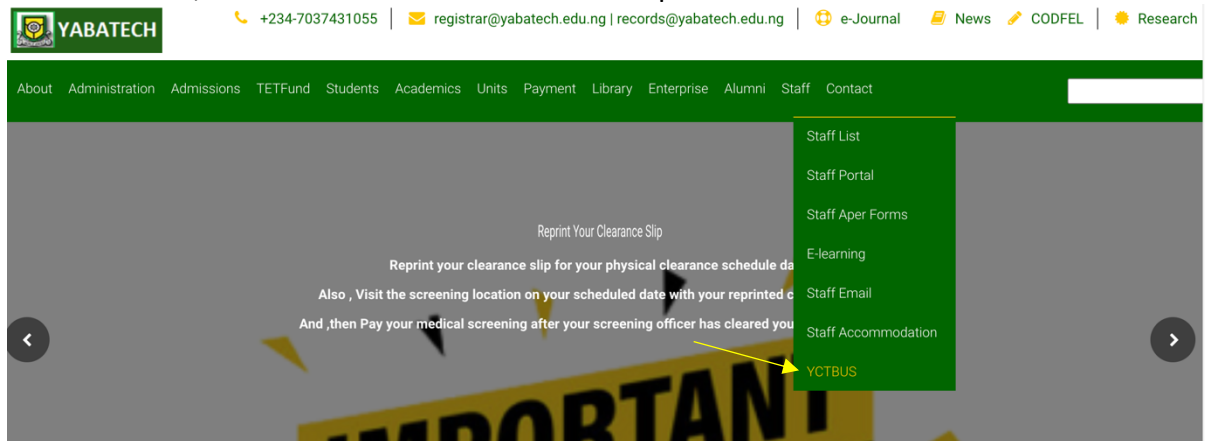 YABATECH
+234-7037431055 | registrar@yabatech.edu.ng | records@yabatech.edu.ng | e-Journal News CODFEL | Research
About Administration Admissions TETFund Students Academics Units Payment Library Enterprise Alumni Staff Contact
Staff List
Staff Portal
Staff Aper Forms
E-learning
Staff Email
Staff Accommodation
YCTBUS
Reprint Your Clearance Slip
Reprint your clearance slip for your physical clearance schedule da
Also , Visit the screening location on your scheduled date with your reprinted c
And ,then Pay your medical screening after your screening officer has cleared you
IMPORTANT